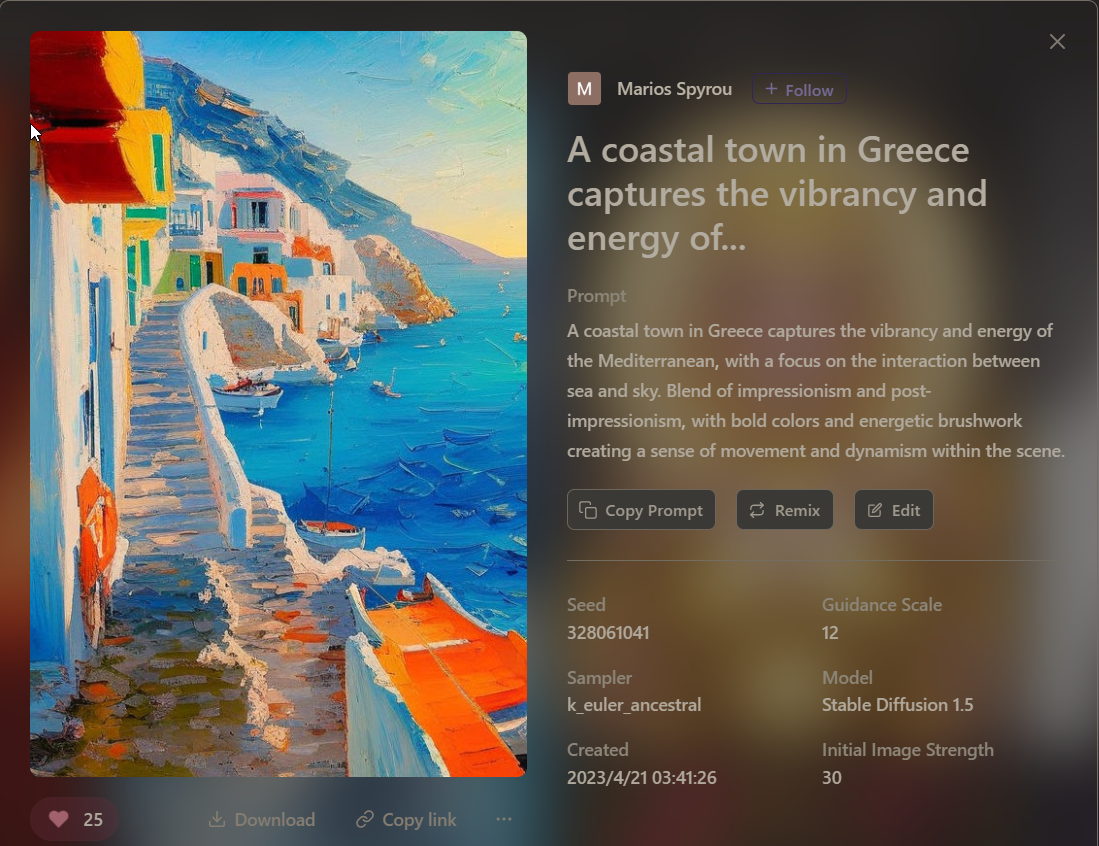 M Marios Spyrou + Follow
A coastal town in Greece
captures the vibrancy and
energy of...
Prompt
A coastal town in Greece captures the vibrancy and energy of
the Mediterranean, with a focus on the interaction between
sea and sky. Blend of impressionism and post-
impressionism, with bold colors and energetic brushwork
creating a sense of movement and dynamism within the scene.
Copy Prompt Remix Edit
Seed Guidance Scale
328061041 12
Sampler Model
k_euler_ancestral Stable Diffusion 1.5
Created Initial Image Strength
2023/4/21 03:41:26 30
25 Download Copy link ...